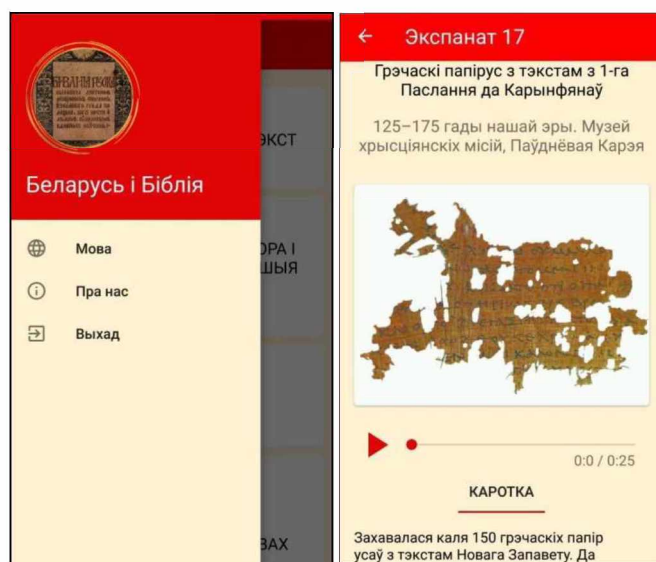 Беларусь і Біблія
Мова
Пра нас
Выхад
ЭКСТ
ОРА І
ШЫЯ
ВАХ
Экспанат 17
Грэчаскі папірус з тэкстам з 1-га
Паслання да Карынфянаў
125–175 гады нашай эры. Музей
хрысціянскіх місій, Паўднёвая Карэя
0:0 / 0:25
КАРОТКА
Захавалася каля 150 грэчаскіх папір
усаў з тэкстам Новага Запавету. Да